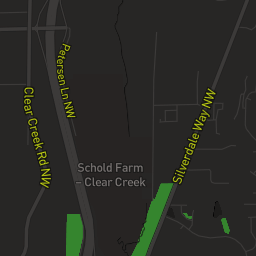 Petersen Ln NW
Clear Creek Rd NW
Silverdale Way NW
Schold Farm
- Clear Creek